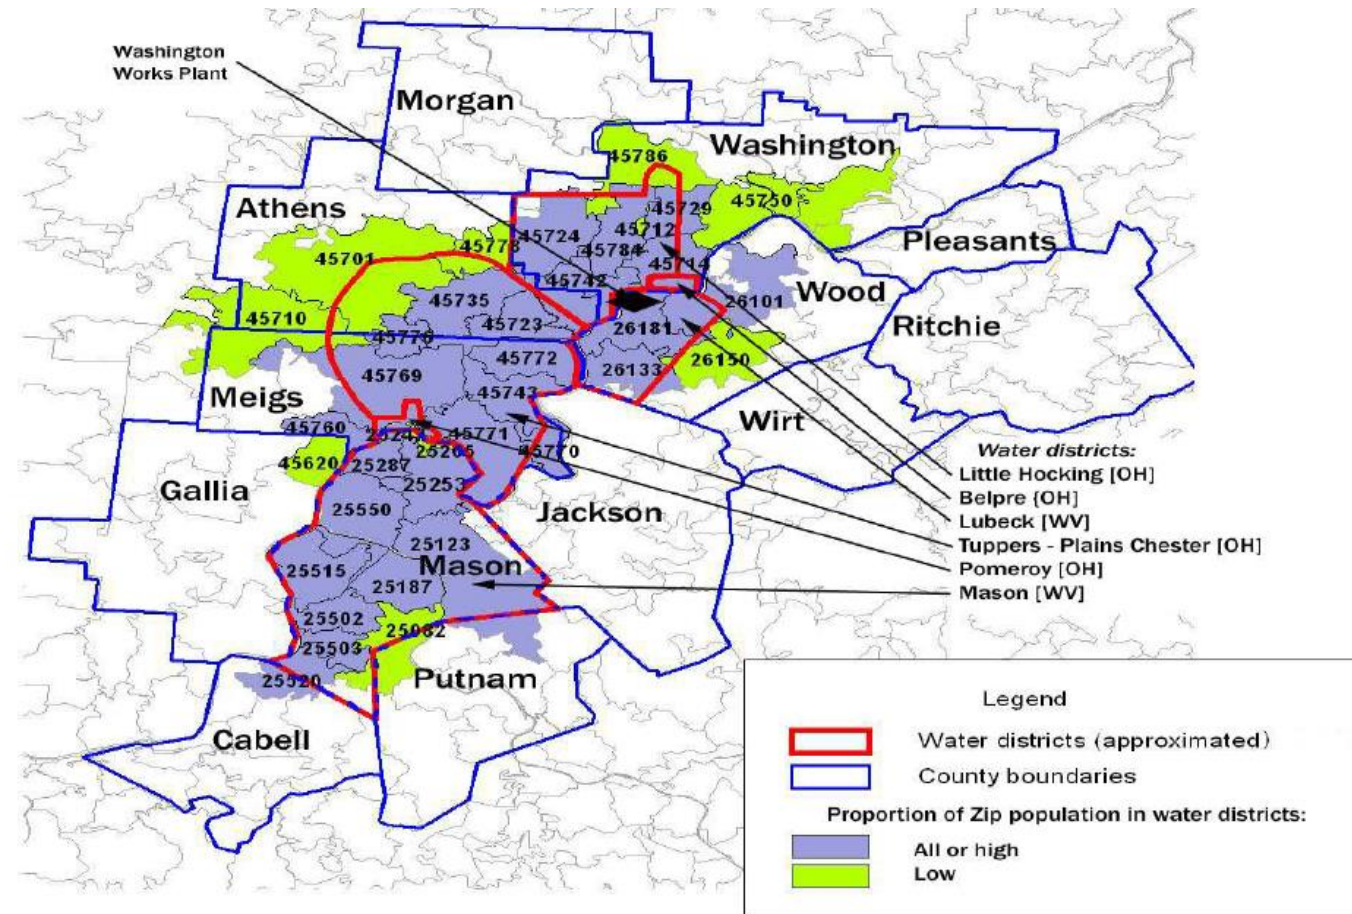 Washington
Works Plant
Morgan
Washington
45786
Athens
45729
45750
45712
45724
45784
45778
45714
45701
45742
Pleasants
45735
26101
Wood
45710
45723
26181
Ritchie
45772
26150
45769
26133
Meigs
45743
Wirt
45760
45771
45770
25265
45620
25287
25253
Gallia
25550
Jackson
25123
25515
Mason
25187
25502
25082
25503
25520
Putnam
Cabell
Water districts:
Little Hocking [OH]
Belpre {OH]
Lubeck [WV]
Tuppers - Plains Chester [OH]
Pomeroy [OH]
Mason [WV]
Legend
Water districts (approximated)
County boundaries
Proportion of Zip population in water districts:
All or high
Low